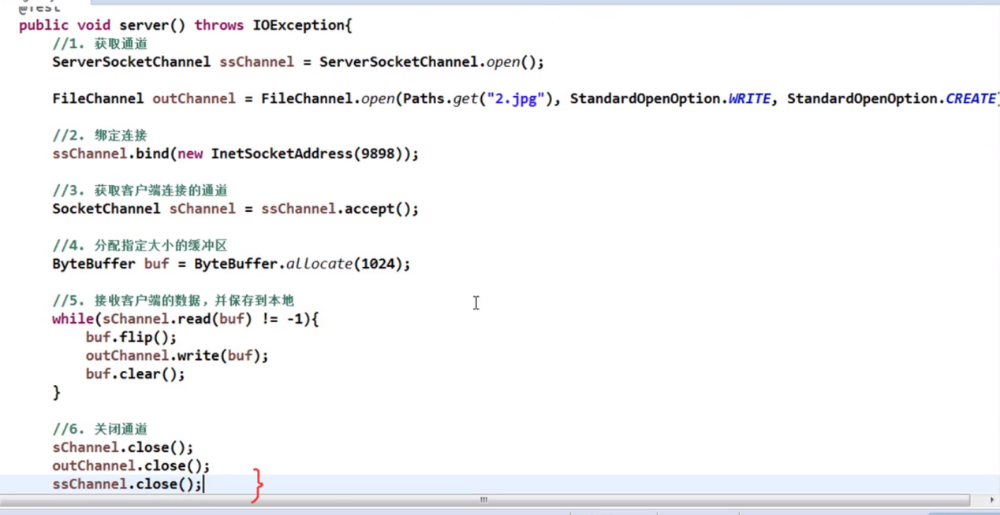 @Test
public void server() throws IOException{
//1. 获取通道
ServerSocketChannel ssChannel = ServerSocketChannel.open();
FileChannel outChannel = FileChannel.open(Paths.get("2.jpg"), StandardOpenOption.WRITE, StandardOpenOption.CREATE)
//2. 绑定连接
ssChannel.bind(new InetSocketAddress(9898));
//3. 获取客户端连接的通道
SocketChannel sChannel = ssChannel.accept();
//4. 分配指定大小的缓冲区
ByteBuffer buf = ByteBuffer.allocate(1024);
//5. 接收客户端的数据，并保存到本地
while(sChannel.read(buf) != -1){
buf.flip();
outChannel.write(buf);
buf.clear();
}
//6. 关闭通道
sChannel.close();
outChannel.close();
ssChannel.close(); }